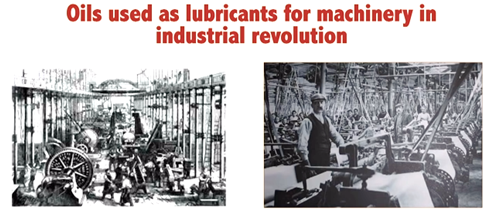 Oils used as lubricants for machinery in
industrial revolution